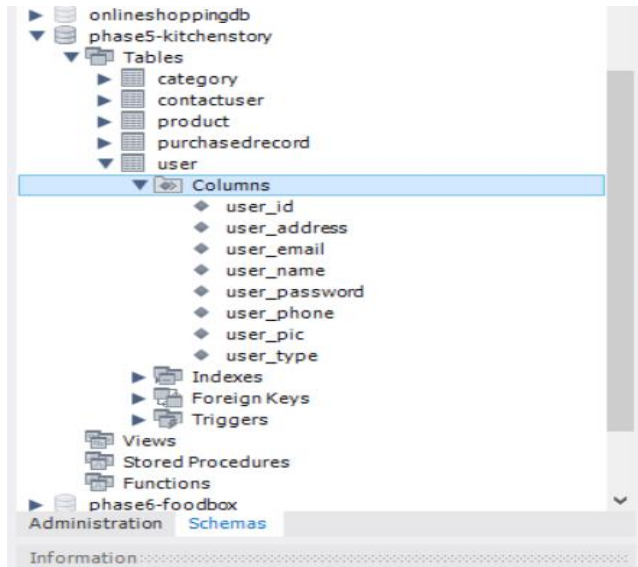 onlineshoppingdb
phase5-kitchenstory
Tables
category
contactuser
product
purchasedrecord
user
Columns
user_id
user_address
user_email
user_name
user_password
user_phone
user_pic
user_type
Indexes
Foreign Keys
Triggers
Views
Stored Procedures
Functions
phase6-foodbox
Administration Schemas
Information